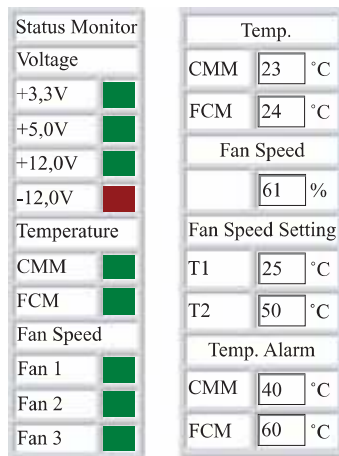 Status Monitor
Voltage
+3,3V
+5,0V
+12,0V
-12,0V
Temperature
CMM
FCM
Fan Speed
Fan 1
Fan 2
Fan 3
Temp.
CMM 23 °C
FCM 24 °C
Fan Speed
61 %
Fan Speed Setting
T1 25 °C
T2 50 °C
Temp. Alarm
CMM 40 °C
FCM 60 °C